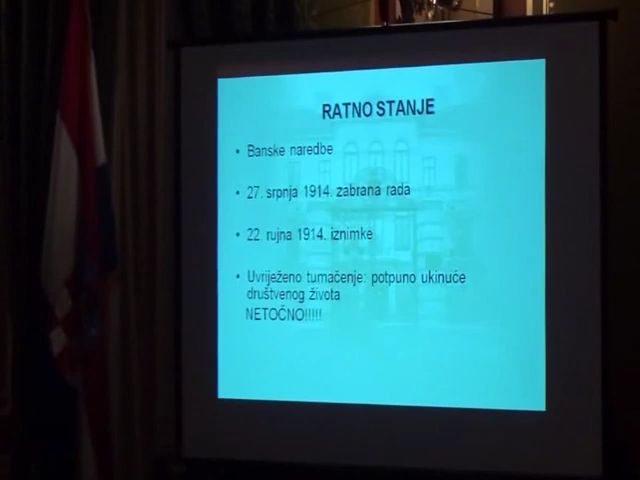 RATNO STANJE
• Banske naredbe
• 27. srpnja 1914. zabrana rada
• 22. rujna 1914. iznimke
• Uvriježeno tumačenje: potpuno ukinuće
društvenog života
NETOČNO!!!!!